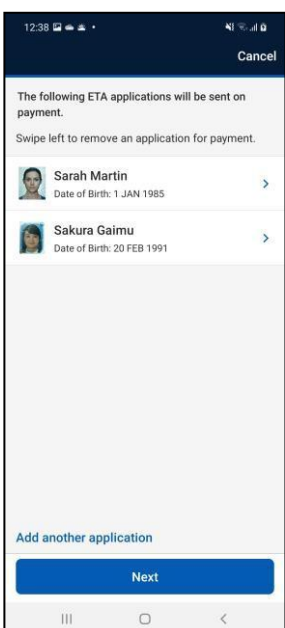 12:38
Cancel
The following ETA applications will be sent on
payment.
Swipe left to remove an application for payment.
Sarah Martin
Date of Birth: 1 JAN 1985
Sakura Gaimu
Date of Birth: 20 FEB 1991
Add another application
Next